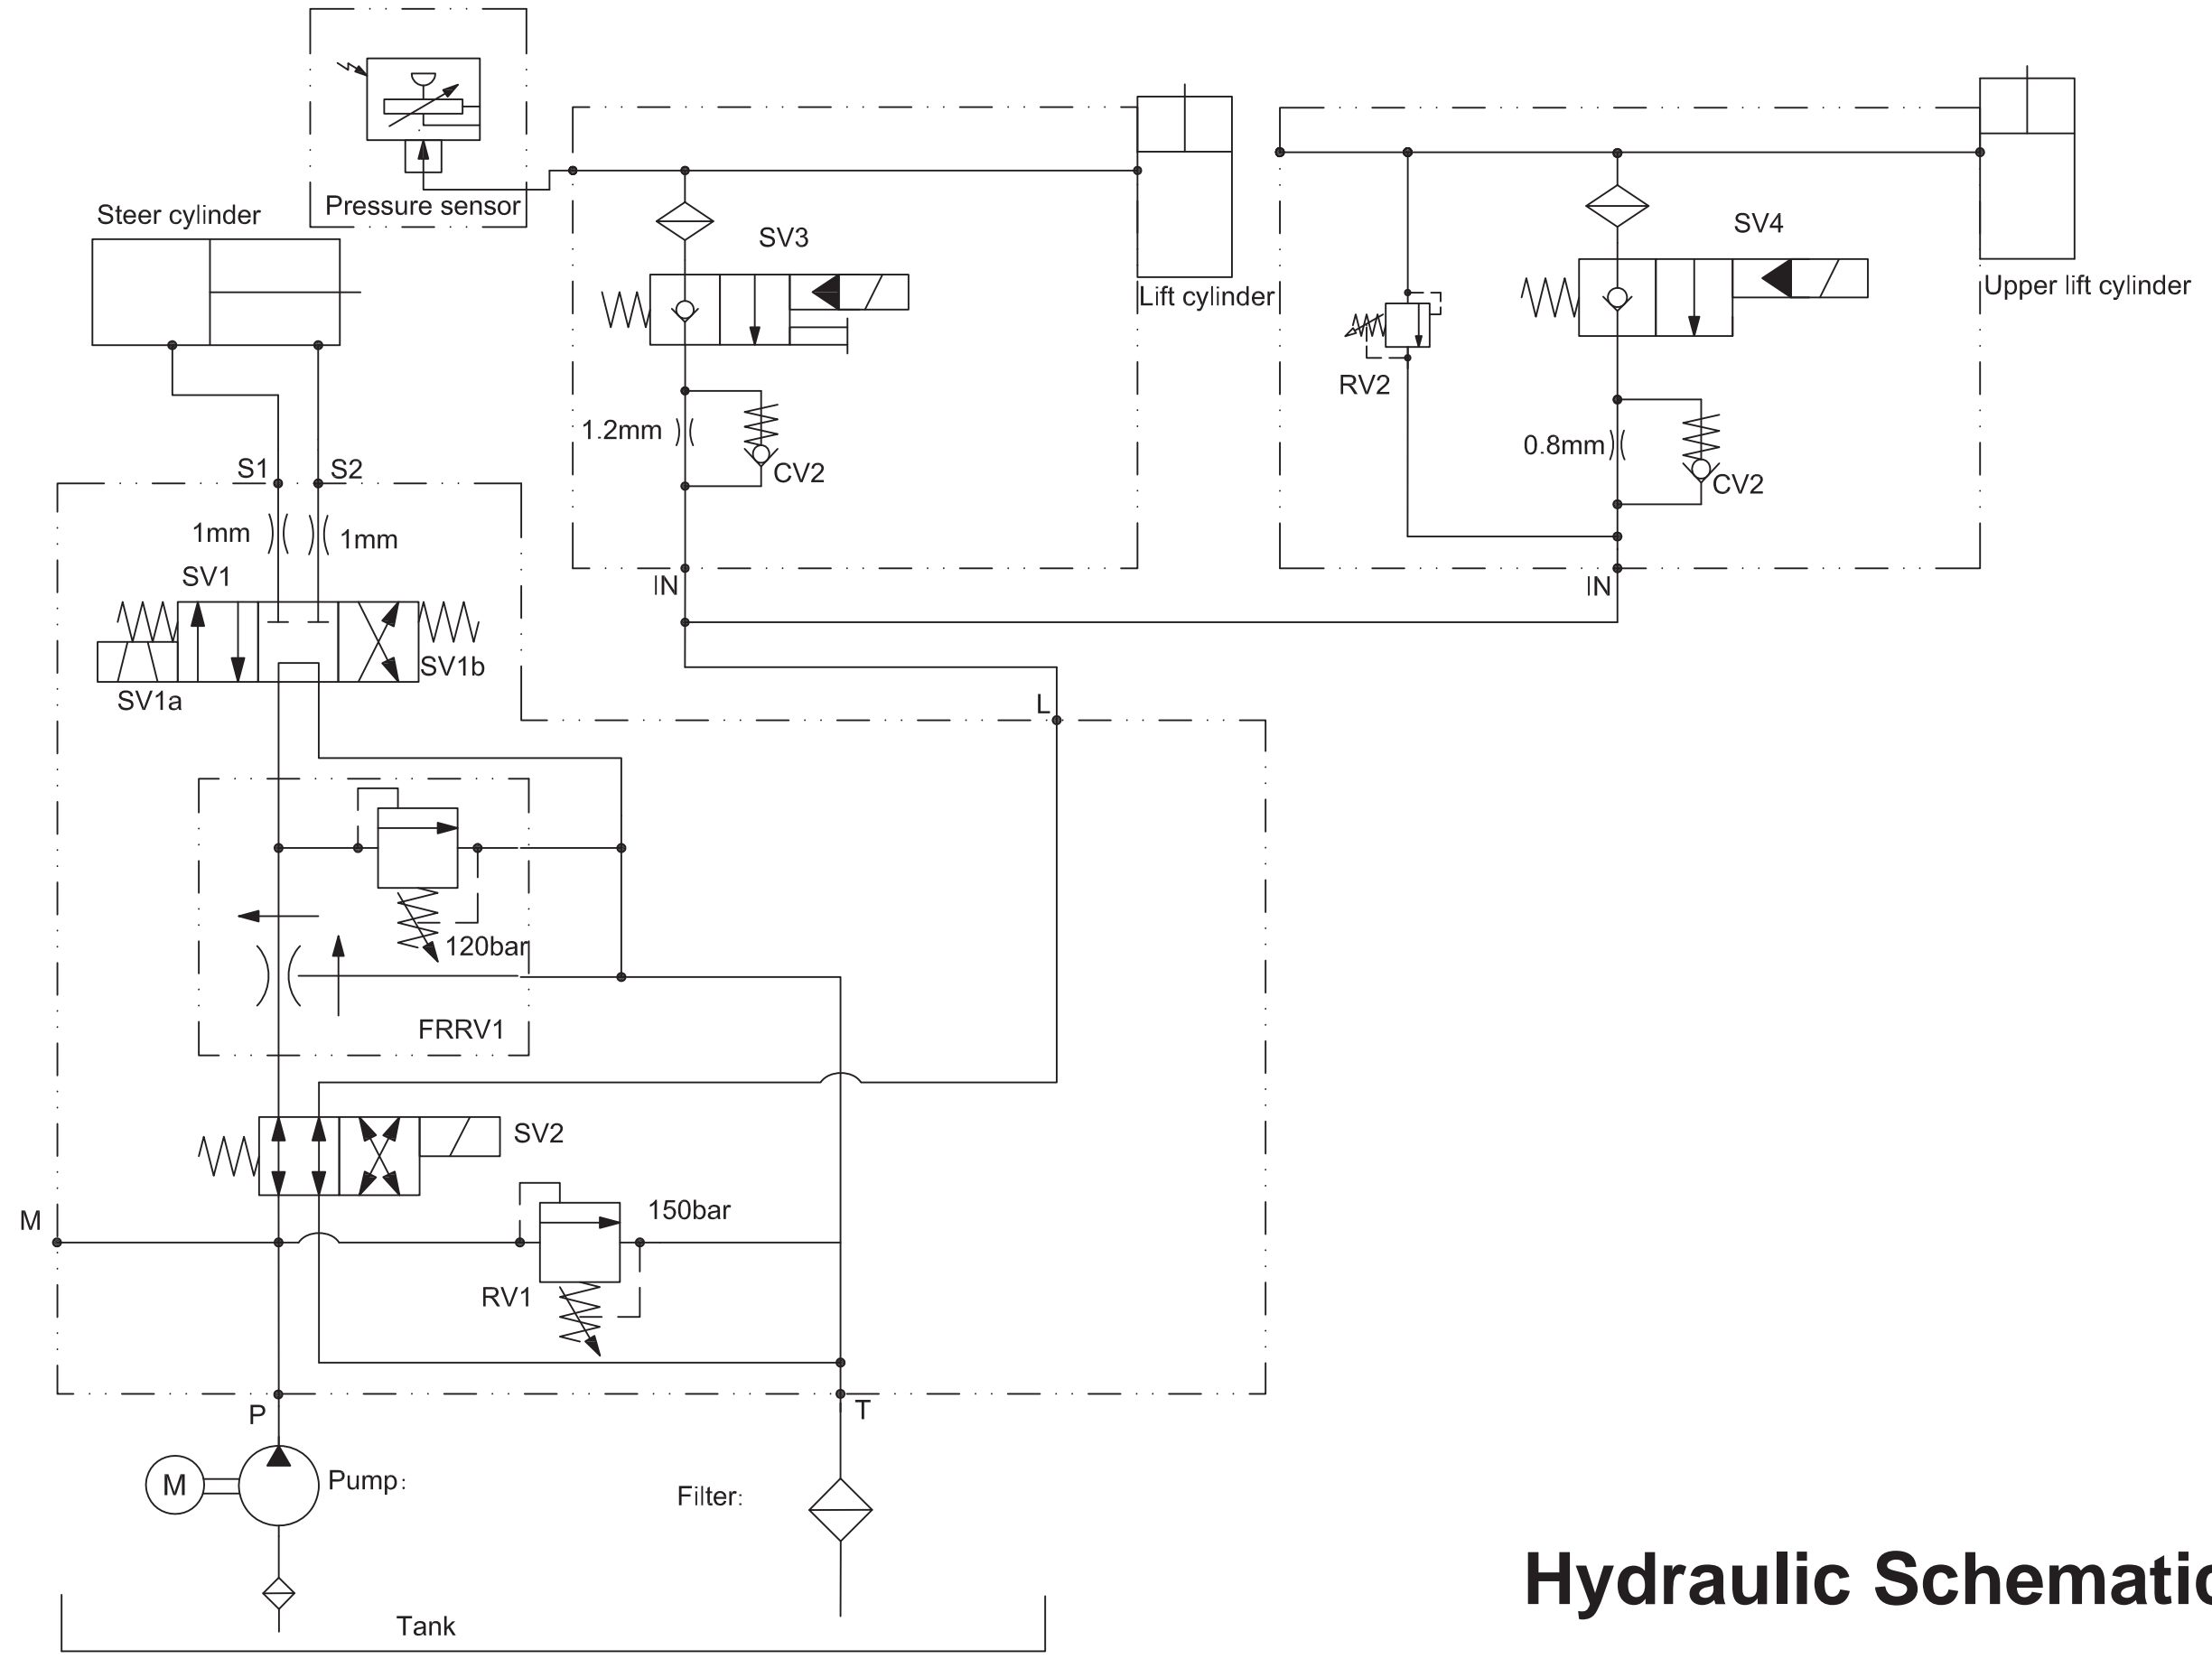 Pressure sensor
Steer cylinder
SV3
SV4
Lift cylinder
Upper lift cylinder
RV2
1.2mm
CV2
0.8mm
CV2
S1
S2
1mm
1mm
SV1
IN
IN
SV1b
SV1a
L
120bar
FRRV1
SV2
M
150bar
RV1
P
T
M
Pump:
Filter:
Tank
Hydraulic Schematic